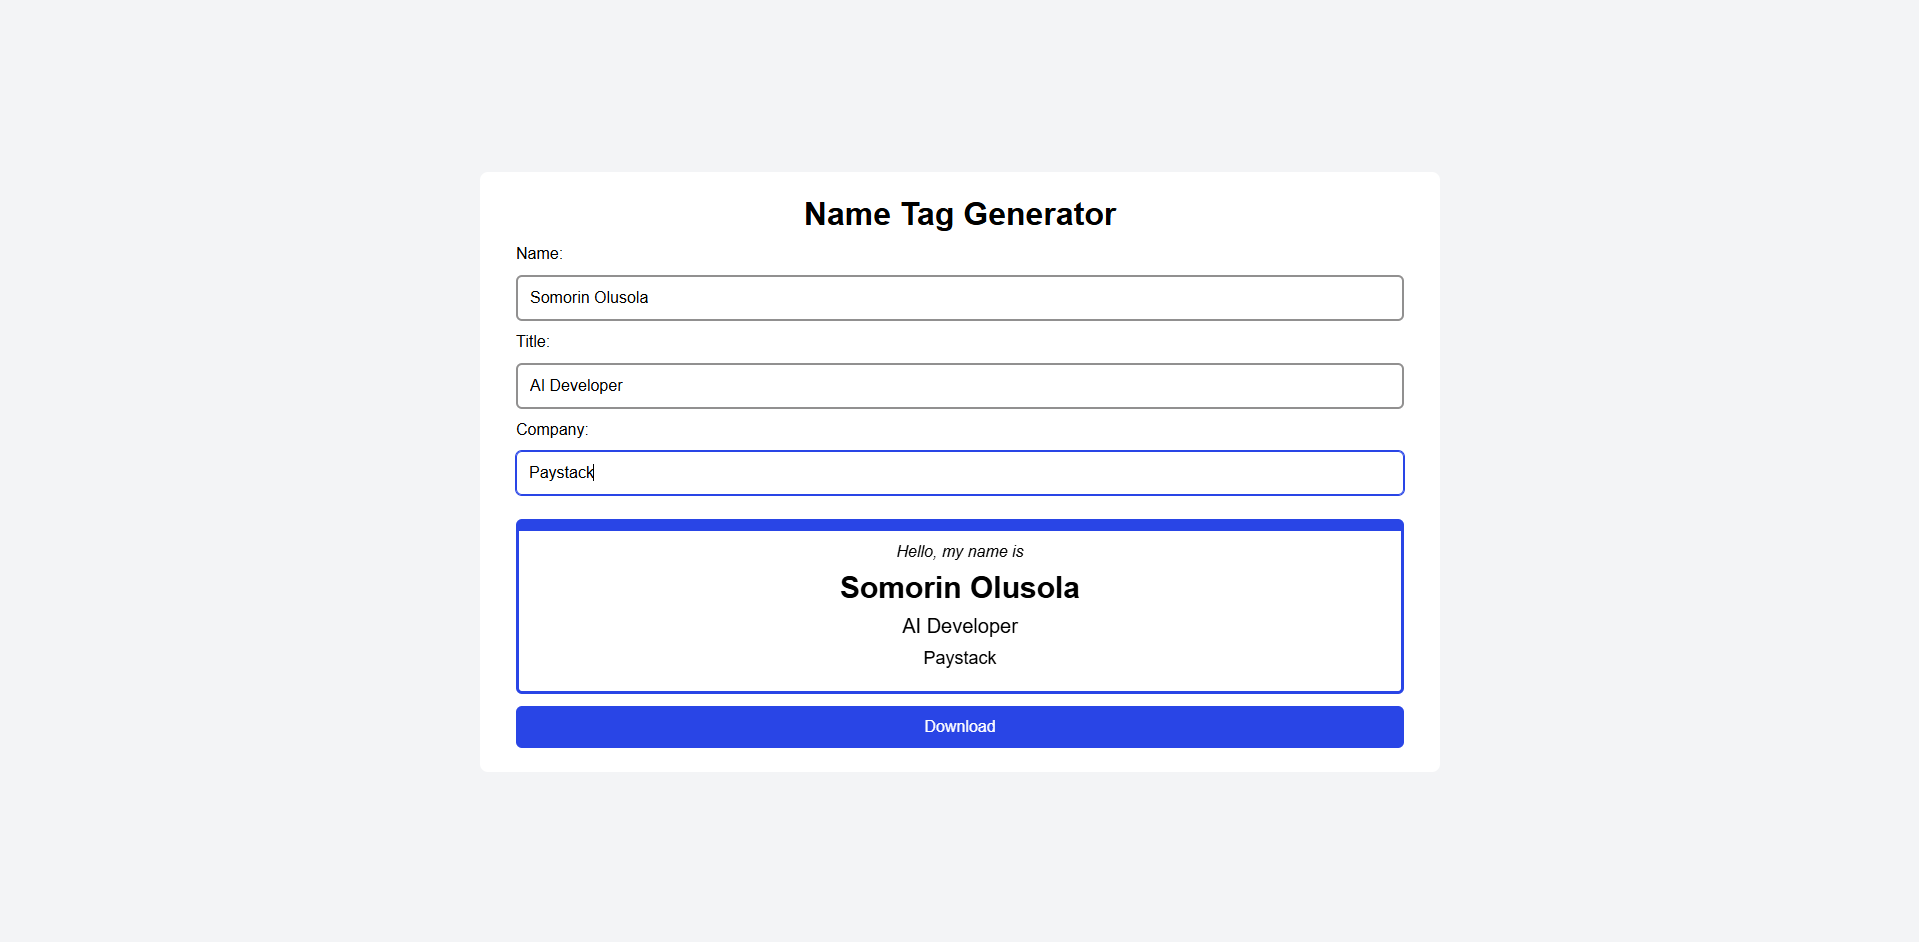 Name Tag Generator
Name:
Somorin Olusola
Title:
AI Developer
Company:
Paystack
Hello, my name is
Somorin Olusola
AI Developer
Paystack
Download